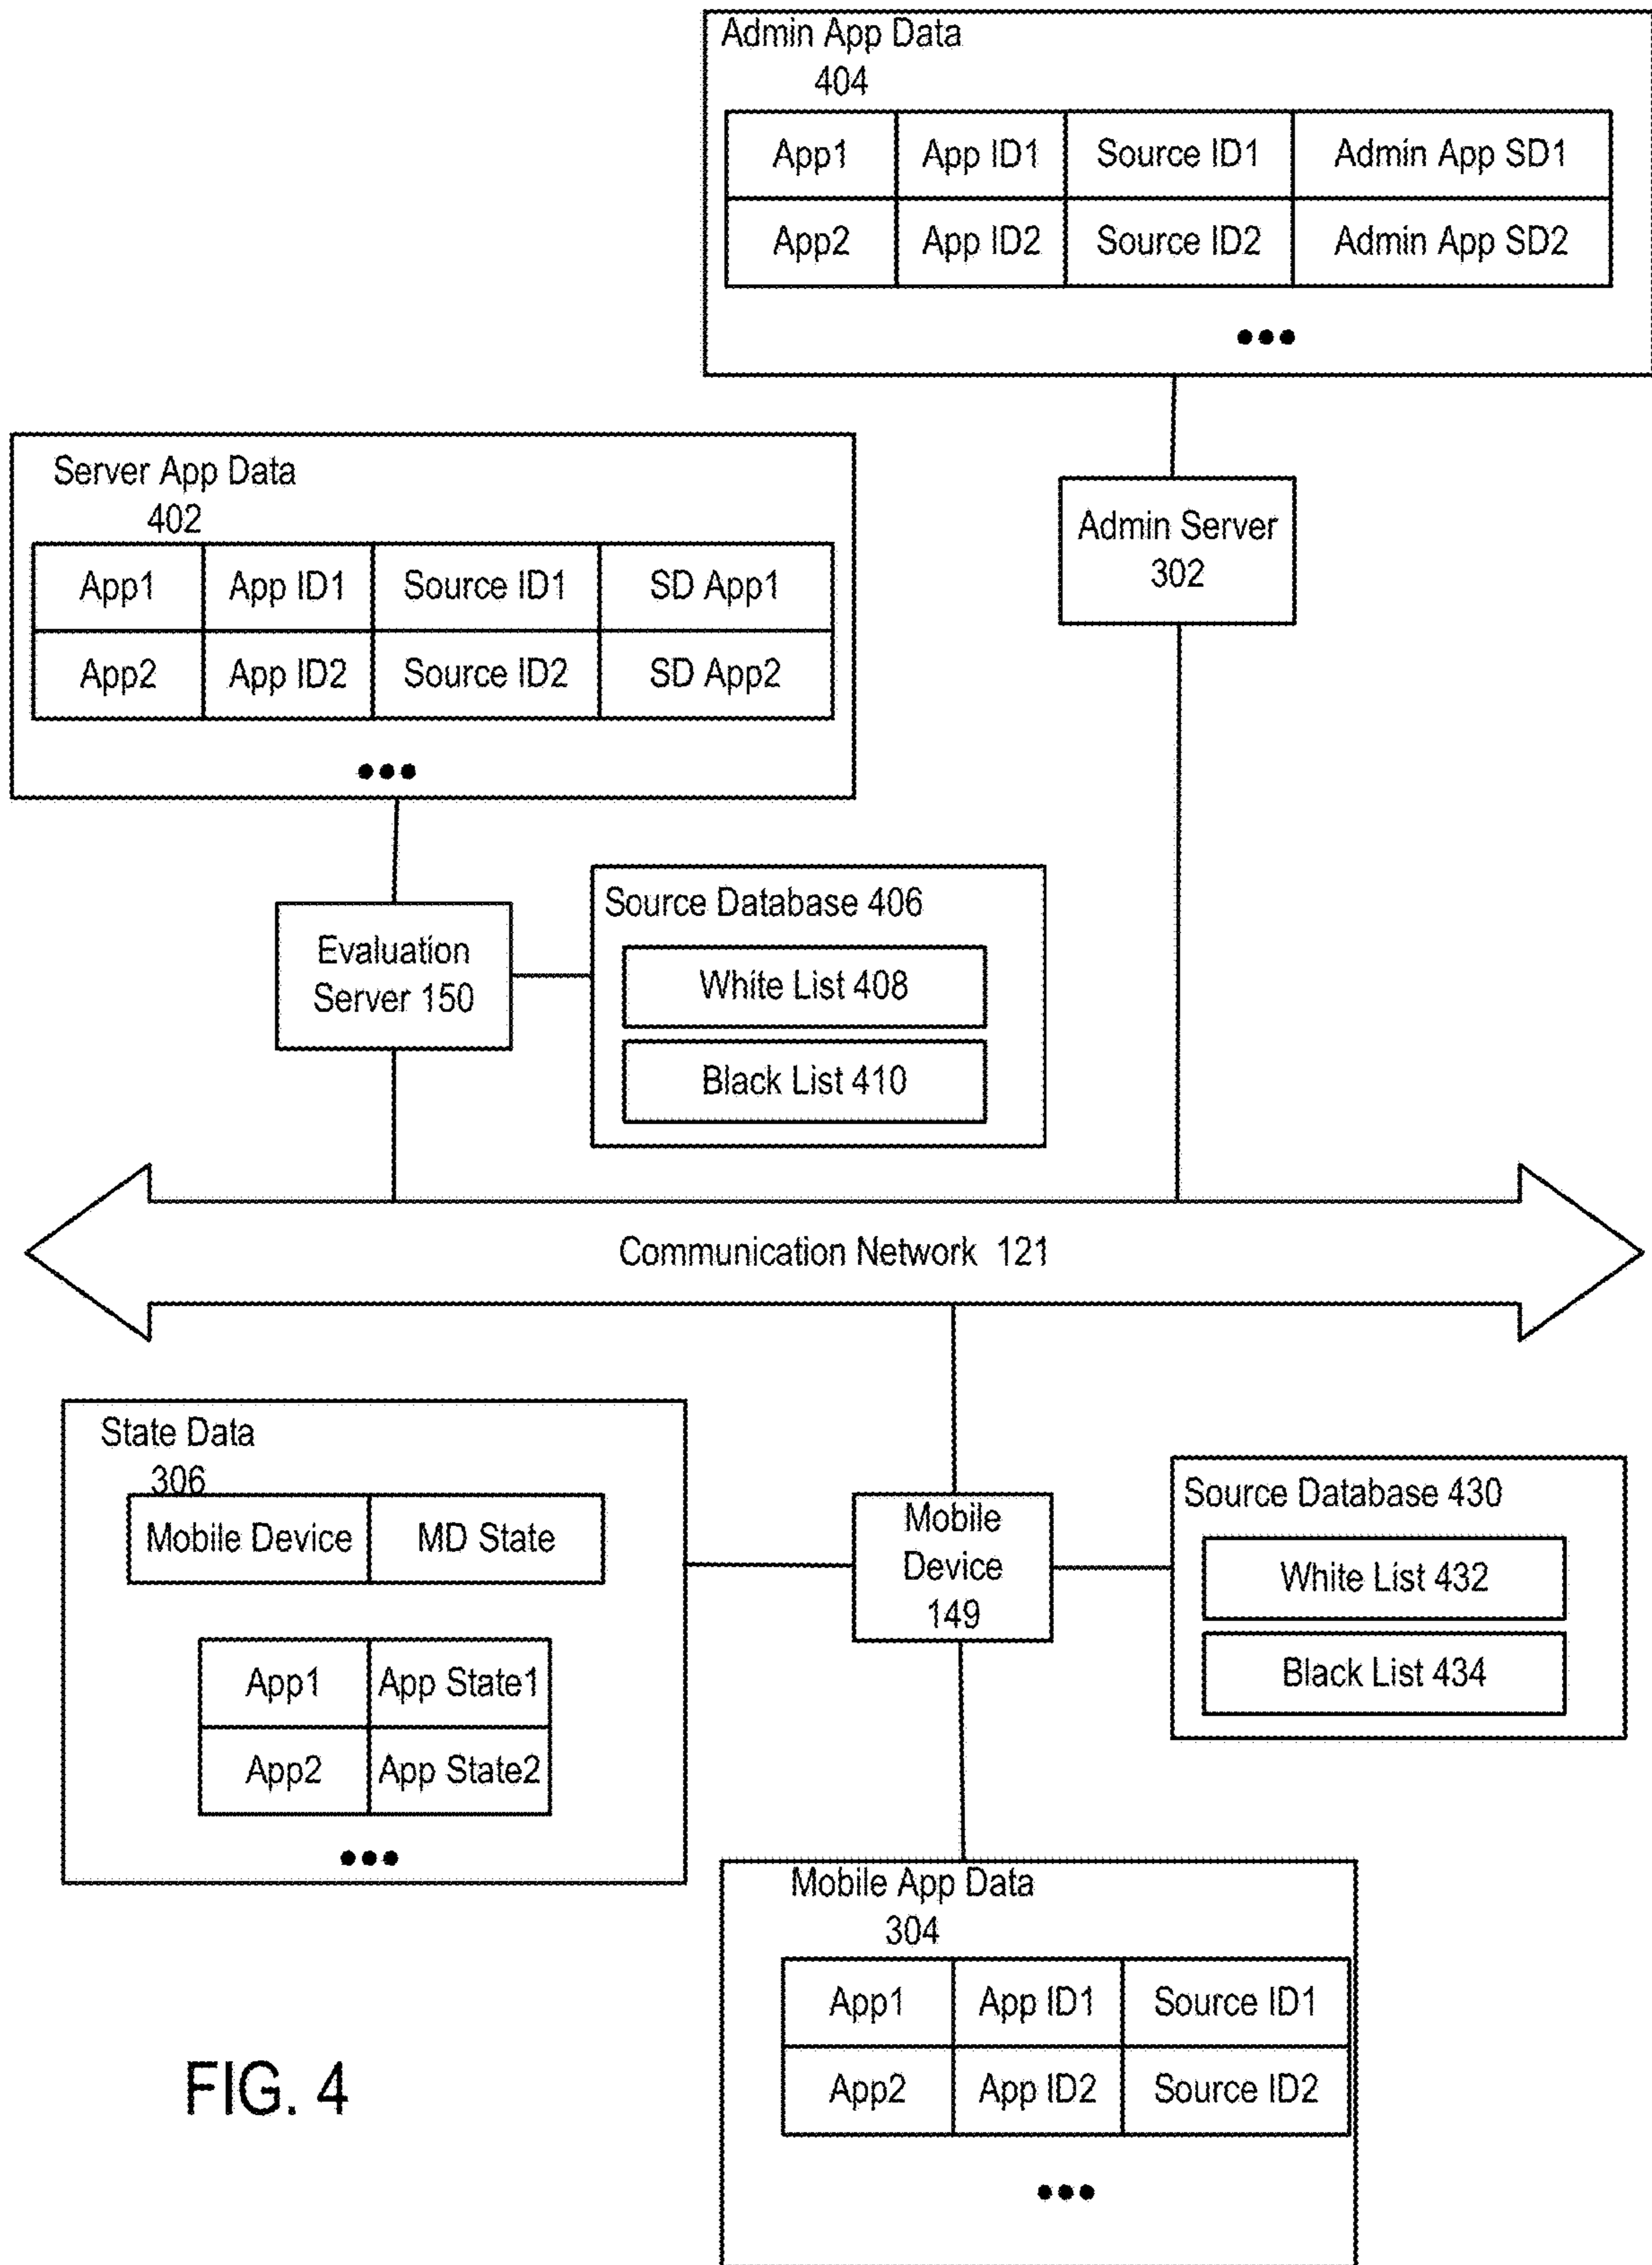 Admin App Data
404
App1 App ID1 Source ID1 Admin App SD1
App2 App ID2 Source ID2 Admin App SD2
•••
Server App Data
402
App1 App ID1 Source ID1 SD App1
App2 App ID2 Source ID2 SD App2
•••
Admin Server
302
Evaluation
Server 150
Source Database 406
White List 408
Black List 410
Communication Network 121
State Data
306
Mobile Device MD State
App1 App State1
App2 App State2
•••
Mobile
Device
149
Source Database 430
White List 432
Black List 434
Mobile App Data
304
App1 App ID1 Source ID1
App2 App ID2 Source ID2
•••
FIG. 4